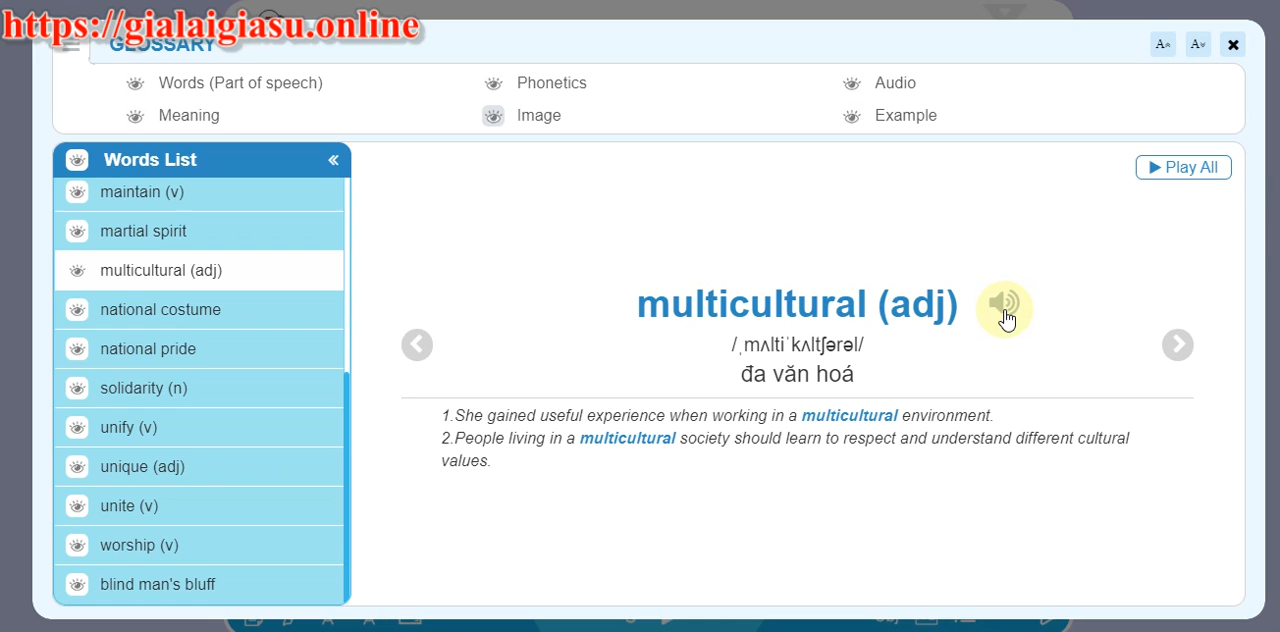 https://gialaigiasu.online
GLOSSARY
A A
Words (Part of speech) Phonetics Audio
Meaning Image Example
Words List
Play All
maintain (v)
martial spirit
multicultural (adj)
national costume
national pride
solidarity (n)
unify (v)
unique (adj)
unite (v)
worship (v)
blind man's bluff
multicultural (adj)
/ˌmʌltiˈkʌltʃərəl/
đa văn hoá
1.She gained useful experience when working in a multicultural environment.
2.People living in a multicultural society should learn to respect and understand different cultural
values.